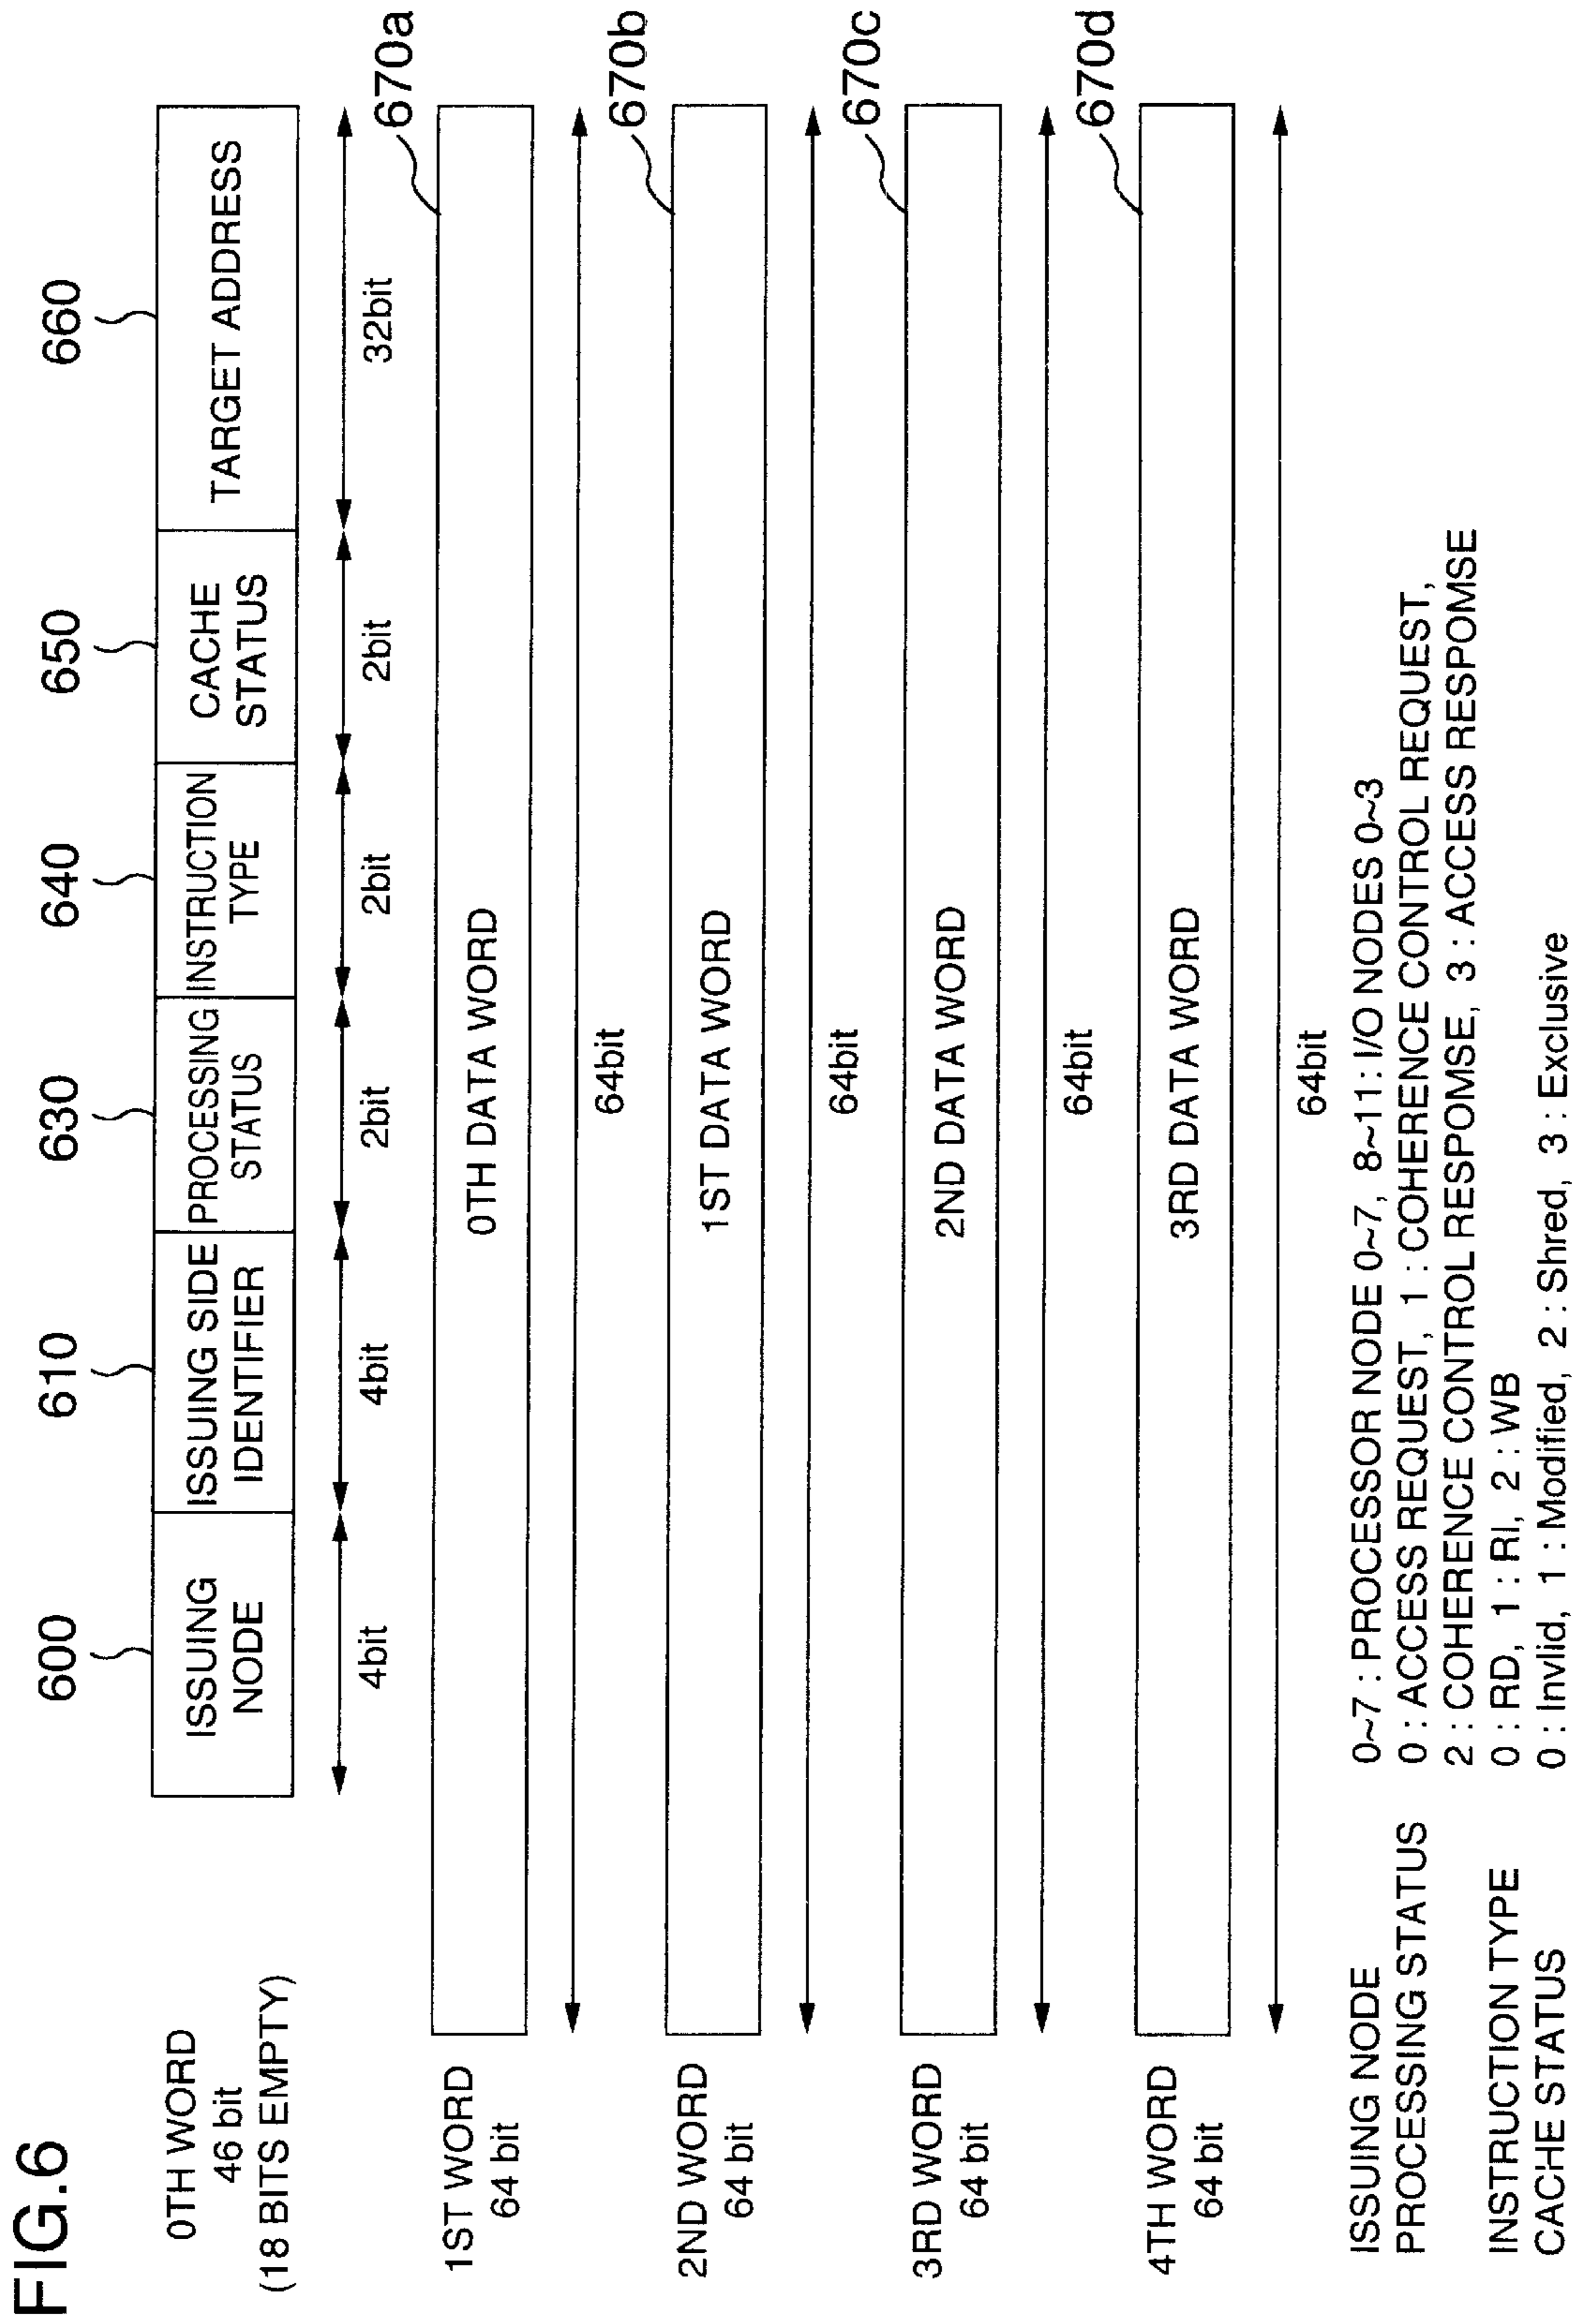 FIG.6
600
610
630
640
650
660
0TH WORD
46 bit
(18 BITS EMPTY)
ISSUING
NODE
ISSUING SIDE
IDENTIFIER
PROCESSING
STATUS
INSTRUCTION
TYPE
CACHE
STATUS
TARGET ADDRESS
4bit
4bit
2bit
2bit
2bit
32bit
670a
1ST WORD
64 bit
0TH DATA WORD
64bit
670b
2ND WORD
64 bit
1ST DATA WORD
64bit
670c
3RD WORD
64 bit
2ND DATA WORD
64bit
670d
4TH WORD
64 bit
3RD DATA WORD
64bit
ISSUING NODE 0~7 : PROCESSOR NODE 0~7, 8~11: I/O NODES 0~3
PROCESSING STATUS 0 : ACCESS REQUEST, 1 : COHERENCE CONTROL REQUEST,
2 : COHERENCE CONTROL RESPOMSE, 3 : ACCESS RESPOMSE
INSTRUCTION TYPE 0 : RD, 1 : RI, 2 : WB
CACHE STATUS 0 : Invlid, 1 : Modified, 2 : Shred, 3 : Exclusive